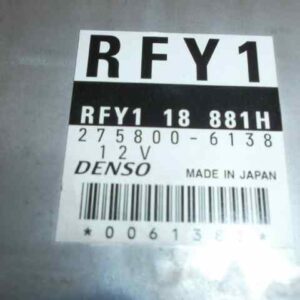 RFY1
RFY1 18 881H
275800-6138
12V
DENSO MADE IN JAPAN